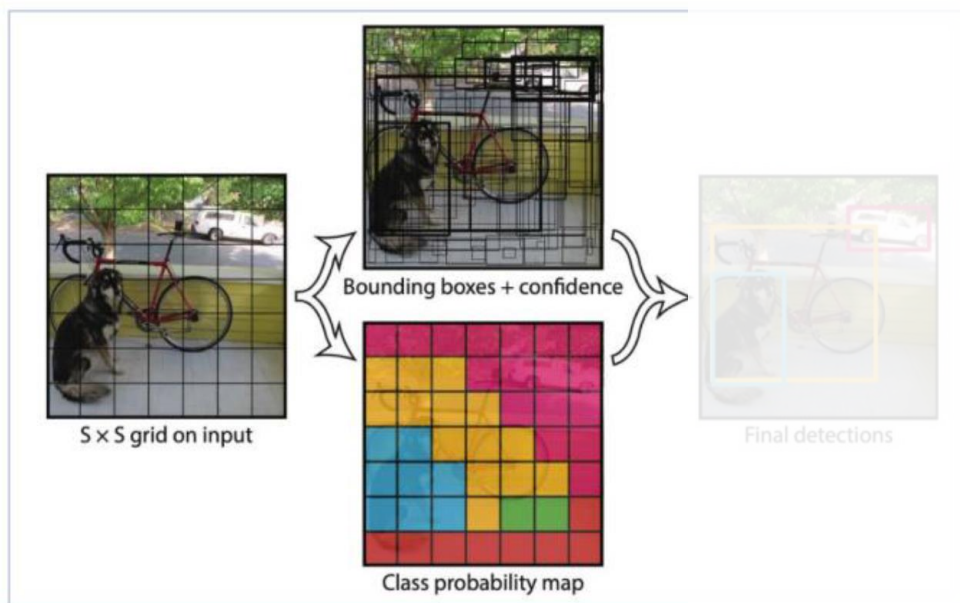 S × S grid on input
Bounding boxes + confidence
Class probability map
Final detections